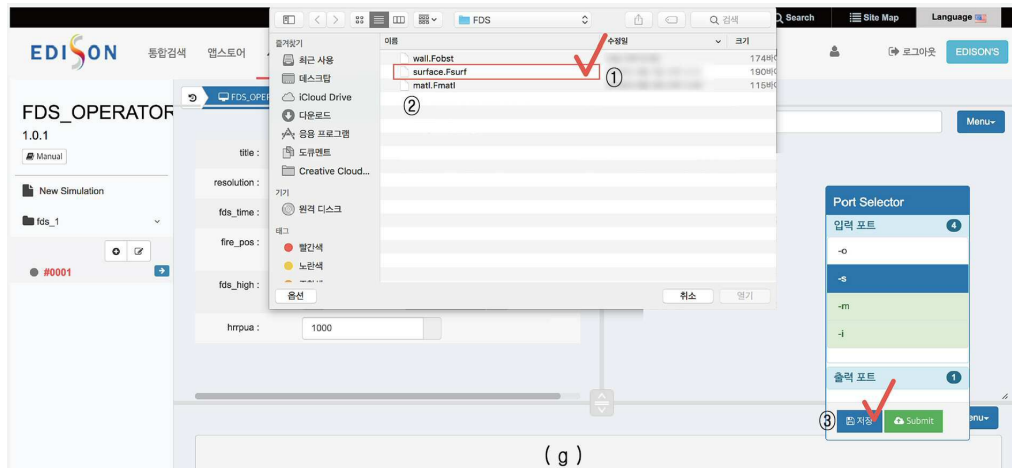 FDS
검색
Search
Site Map
Language
EDISON
통합검색
앱스토어
로그아웃
EDISON'S
즐겨찾기
최근 사용
데스크탑
iCloud Drive
다운로드
응용 프로그램
도큐멘트
Creative Cloud...
기기
원격 디스크
태그
빨간색
노란색
이름
수정일
크기
wall.Fobst
174바
surface.Fsurf
190바
matl.Fmatl
115바
①
②
옵션
취소
열기
FDS_OPERATOR
1.0.1
Manual
New Simulation
fds_1
#0001
FDS_OPE
Menu
title :
resolution :
fds_time :
fire_pos :
fds_high :
hrrpua :
1000
Port Selector
입력 포트
4
-o
-s
-m
-i
출력 포트
1
③
저장
Submit
enu
( g )